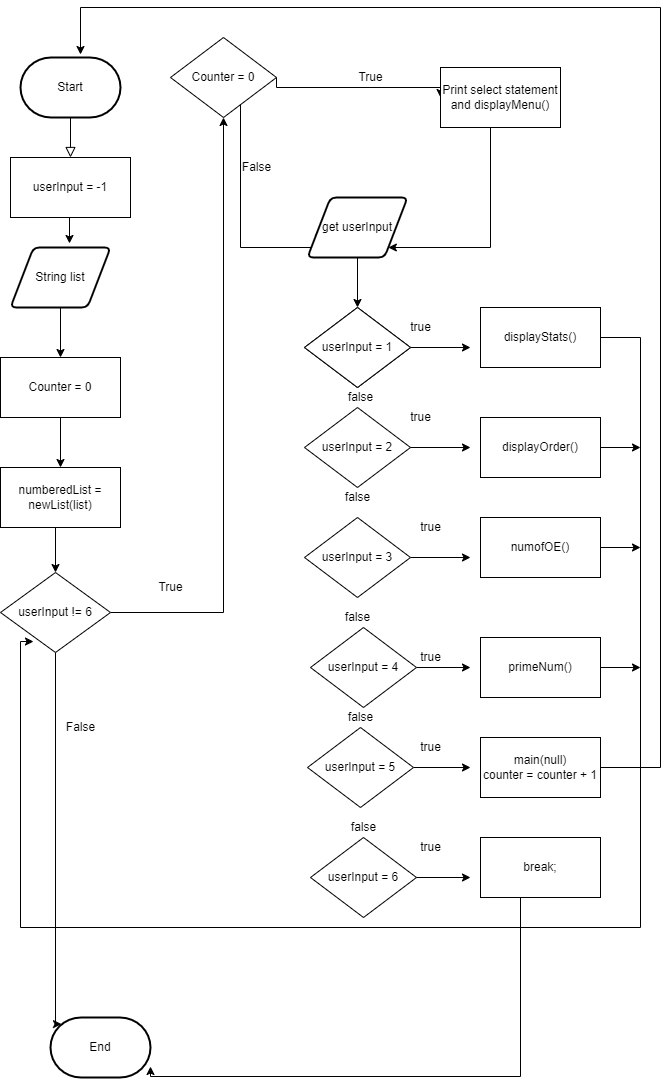 Start
userInput = -1
String list
Counter = 0
numberedList =
newList(list)
userInput != 6
True
False
Counter = 0
True
Print select statement
and displayMenu()
False
get userInput
userInput = 1
true
displayStats()
false
userInput = 2
true
displayOrder()
false
userInput = 3
true
numofOE()
false
userInput = 4
true
primeNum()
false
userInput = 5
true
main(null)
counter = counter + 1
false
userInput = 6
true
break;
End